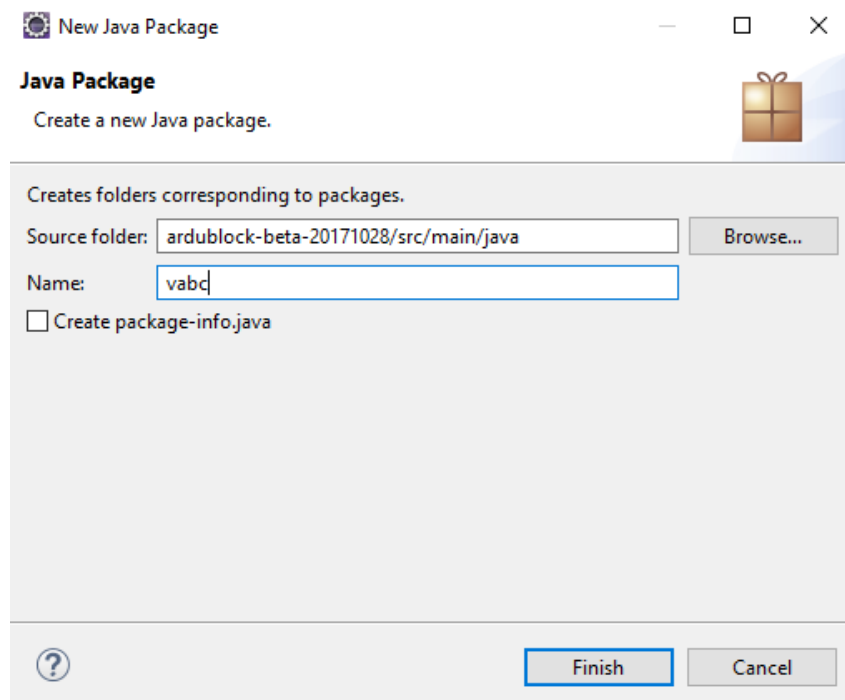 New Java Package
Java Package
Create a new Java package.
Creates folders corresponding to packages.
Source folder: ardublock-beta-20171028/src/main/java Browse...
Name: vabc
Create package-info.java
? Finish Cancel